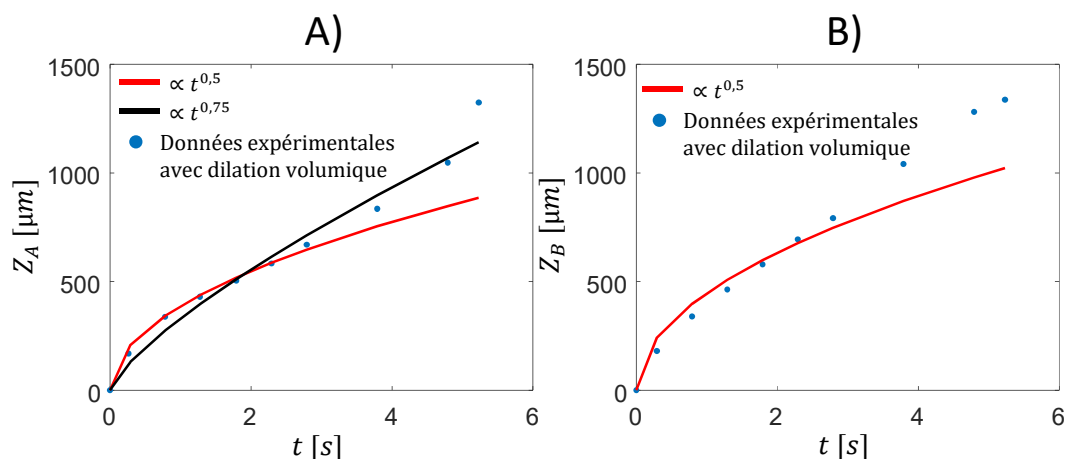 A)
1500
1000
500
0
0
2
4
6
Z_A [µm]
t [s]
∝ t^0,5
∝ t^0,75
Données expérimentales
avec dilation volumique
B)
1500
1000
500
0
0
2
4
6
Z_B [µm]
t [s]
∝ t^0,5
Données expérimentales
avec dilation volumique